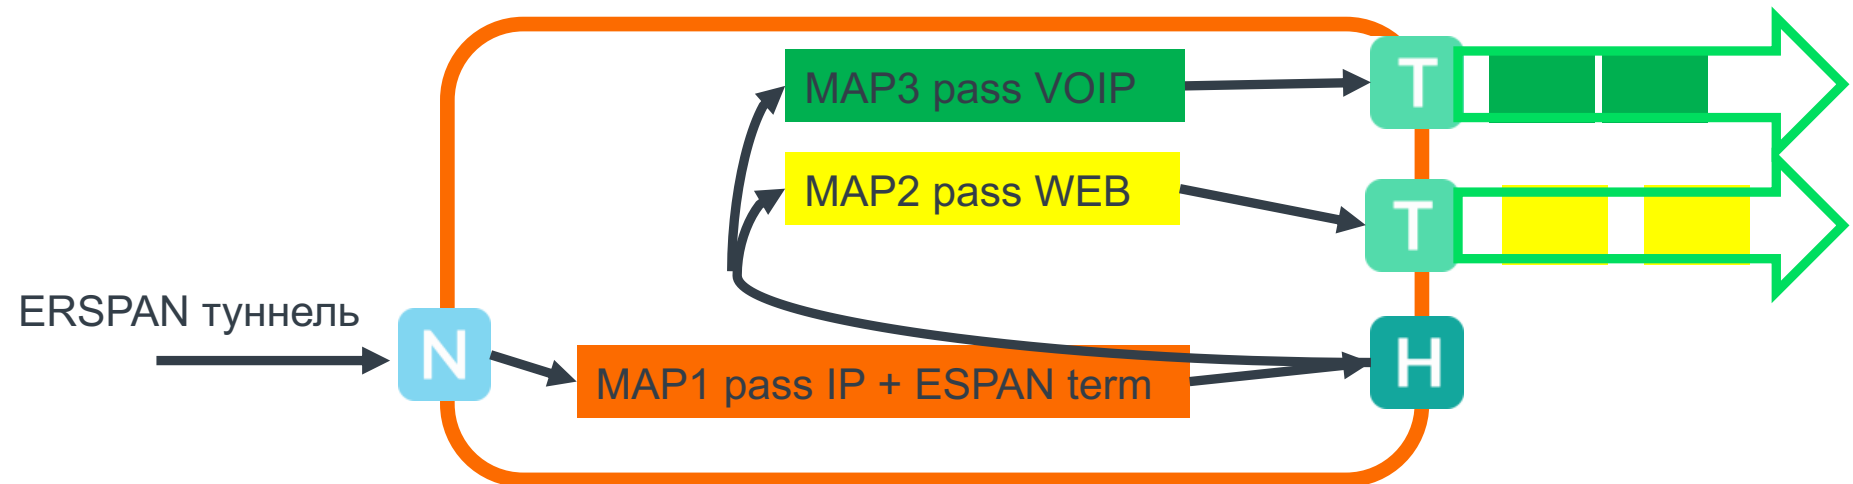 MAP3 pass VOIP
T
MAP2 pass WEB
T
ERSPAN туннель
N
MAP1 pass IP + ESPAN term
H